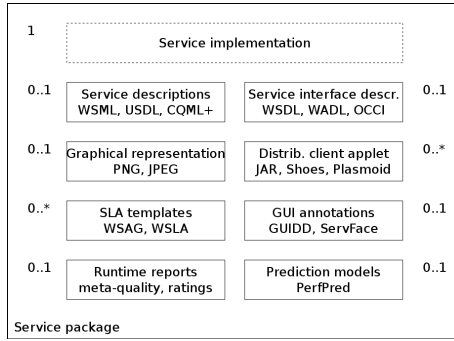 1
Service implementation
0..1
Service descriptions
WSML, USDL, CQML+
Service interface descr.
WSDL, WADL, OCCI
0..1
0..1
Graphical representation
PNG, JPEG
Distrib. client applet
JAR, Shoes, Plasmoid
0..*
0..*
SLA templates
WSAG, WSLA
GUI annotations
GUIDD, ServFace
0..1
0..1
Runtime reports
meta-quality, ratings
Prediction models
PerfPred
0..1
Service package